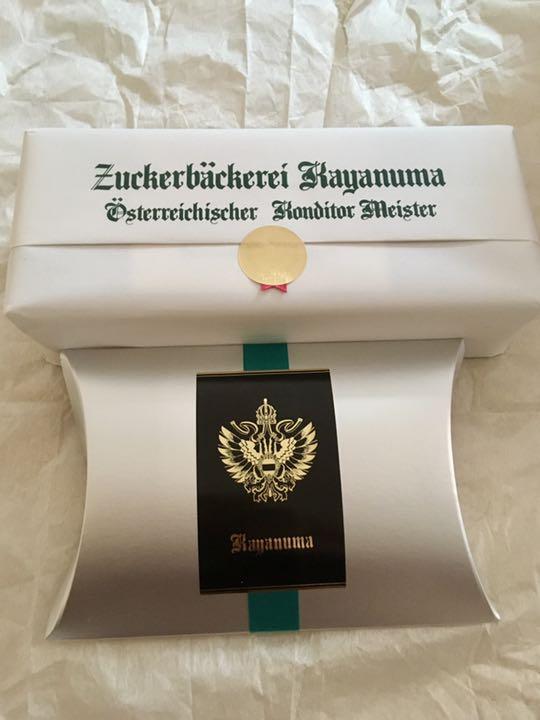 Zuckerbäckerei Kayanuma
Österreichischer Konditor Meister
Kayanuma